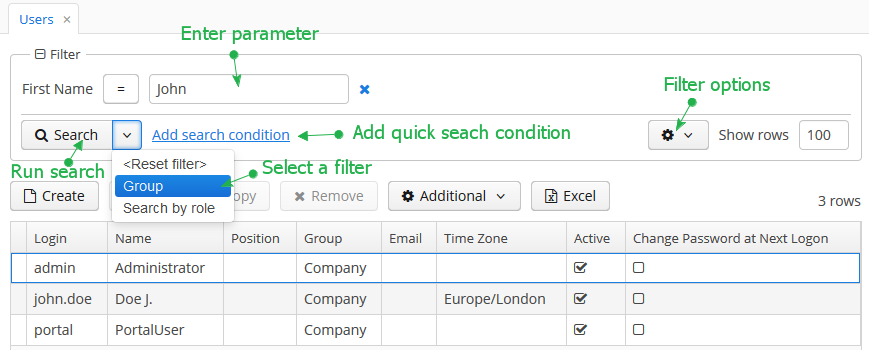 Users ×
Enter parameter
Filter
First Name = John
Filter options
Search Add search condition Add quick seach condition Show rows 100
Run search <Reset filter> Select a filter
Group
Search by role
Create py Remove Additional Excel 3 rows
Login Name Position Group Email Time Zone Active Change Password at Next Logon
admin Administrator Company
john.doe Doe J. Company Europe/London
portal PortalUser Company